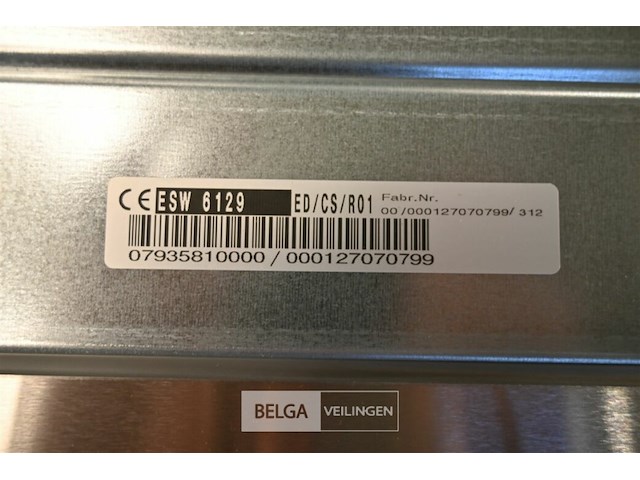 CE ESW 6129 ED/CS/R01 Fabr.Nr.
00/000127070799/ 312
07935810000 / 000127070799
BELGA VEILINGEN